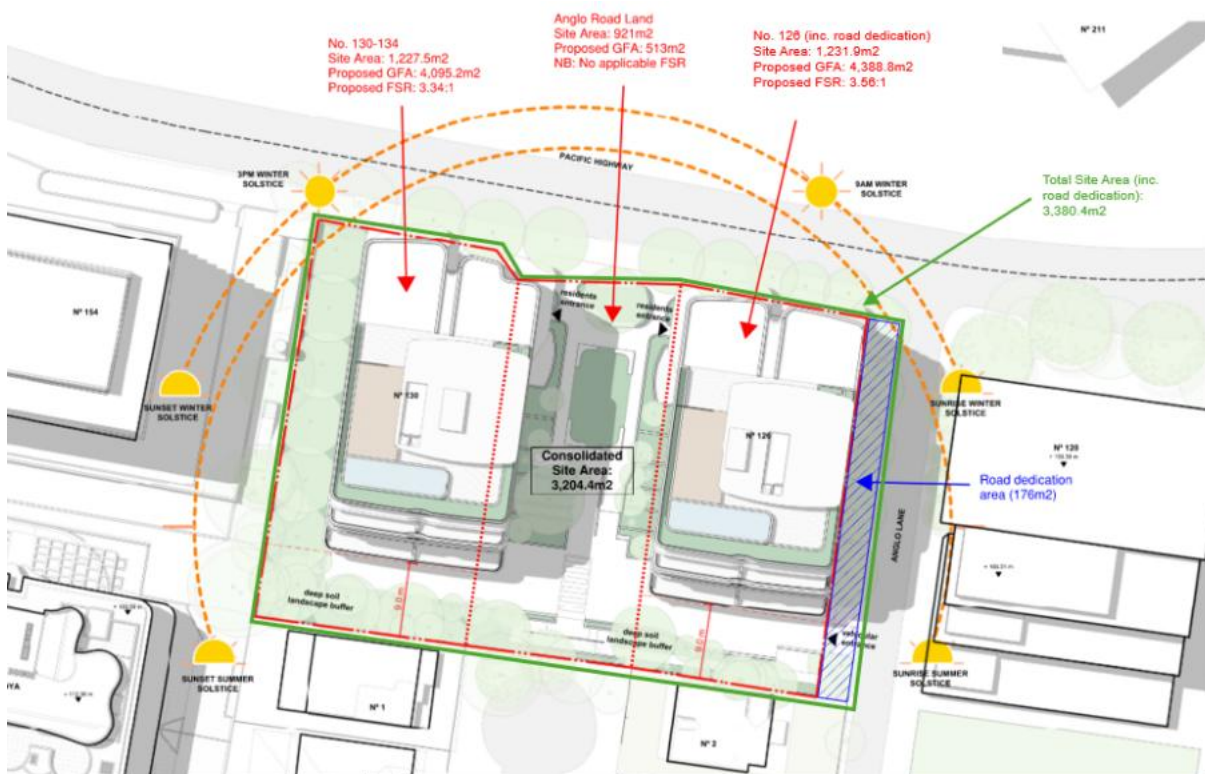 Anglo Road Land
Site Area: 921m2
Proposed GFA: 513m2
NB: No applicable FSR
No. 130-134
Site Area: 1,227.5m2
Proposed GFA: 4,095.2m2
Proposed FSR: 3.34:1
No. 126 (inc. road dedication)
Site Area: 1,231.9m2
Proposed GFA: 4,388.8m2
Proposed FSR: 3.56:1
Nº 211
PACIFIC HIGHWAY
3PM WINTER
SOLSTICE
9AM WINTER
SOLSTICE
Total Site Area (inc.
road dedication):
3,380.4m2
residents
entrance
residents
entrance
Nº 154
SUNSET WINTER
SOLSTICE
Nº 130
SUNRISE WINTER
SOLSTICE
Nº 126
Nº 120
Consolidated
Site Area:
3,204.4m2
Road dedication
area (176m2)
ANGLO LANE
9.0 m
9.0 m
deep soil
landscape buffer
deep soil
landscape buffer
vehicular
entrance
SUNSET SUMMER
SOLSTICE
SUNRISE SUMMER
SOLSTICE
Nº 1
Nº 2